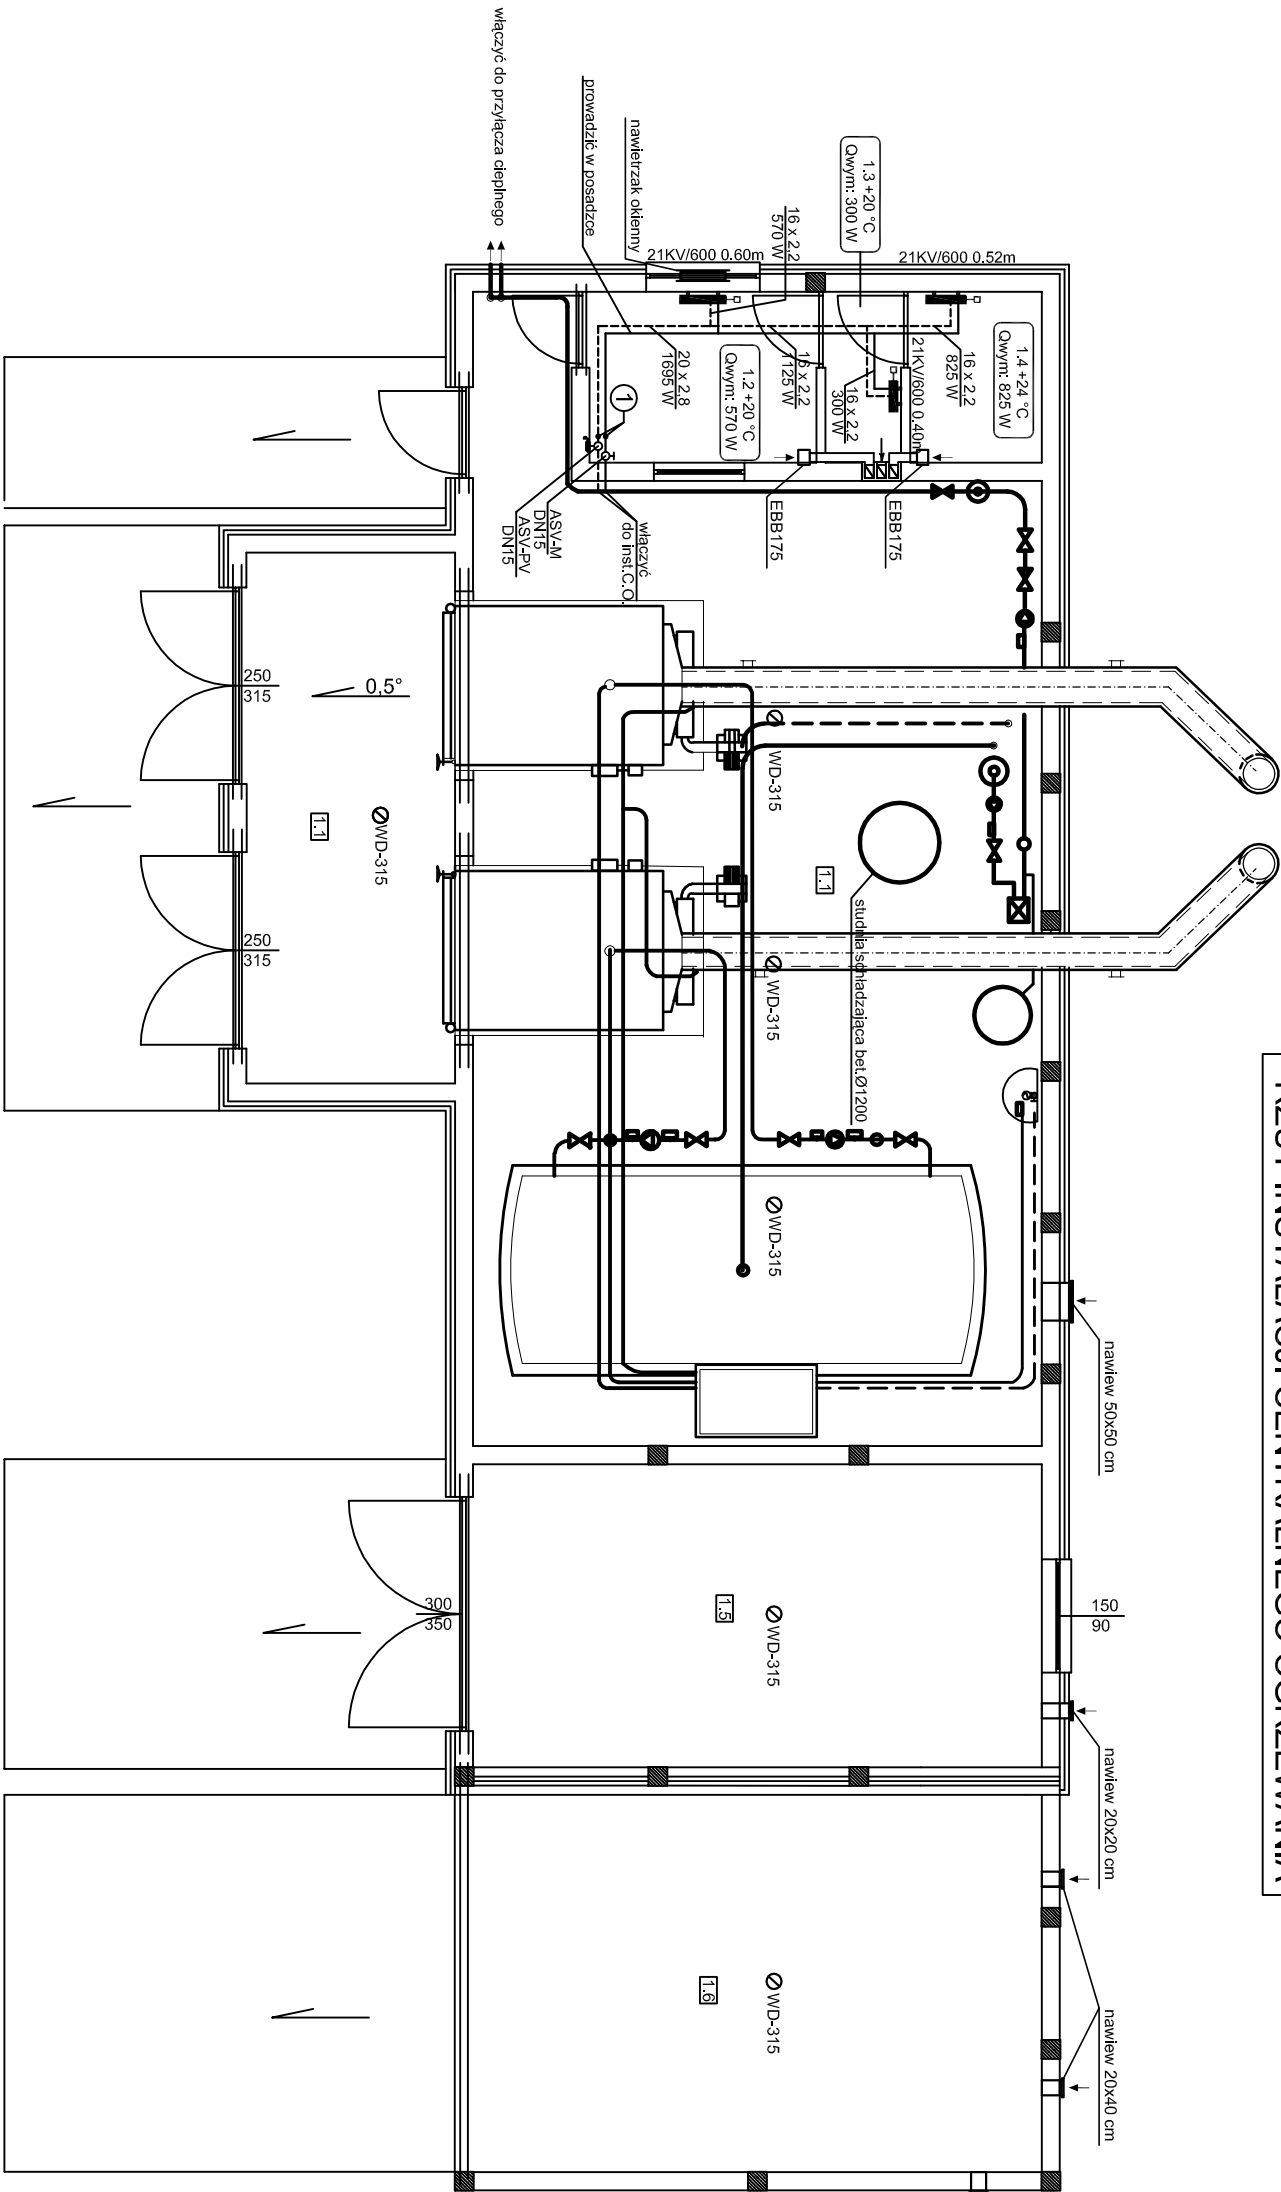 RZUT INSTALACJI CENTRALNEGO OGRZEWANIA
włączyć do przyłącza cieplnego
prowadzić w posadzce
nawietrzak okienny
1.3 +20 °C
Qwym: 300 W
16 x 2,2
570 W
21KV/600 0.60m
21KV/600 0.52m
1.4 +24 °C
Qwym: 825 W
16 x 2,2
825 W
21KV/600 0.40m
16 x 2,2
300 W
16 x 2,2
1125 W
1.2 +20 °C
Qwym: 570 W
20 x 2,8
1695 W
1
EBB175
EBB175
włączyć
do inst.C.O.
ASV-M
DN15
ASV-PV
DN15
250
315
0,5°
WD-315
1.1
WD-315
1.1
studnia schładzająca bet.Ø1200
250
315
WD-315
WD-315
nawiew 50x50 cm
300
350
1.5
WD-315
150
90
nawiew 20x20 cm
1.6
WD-315
nawiew 20x40 cm